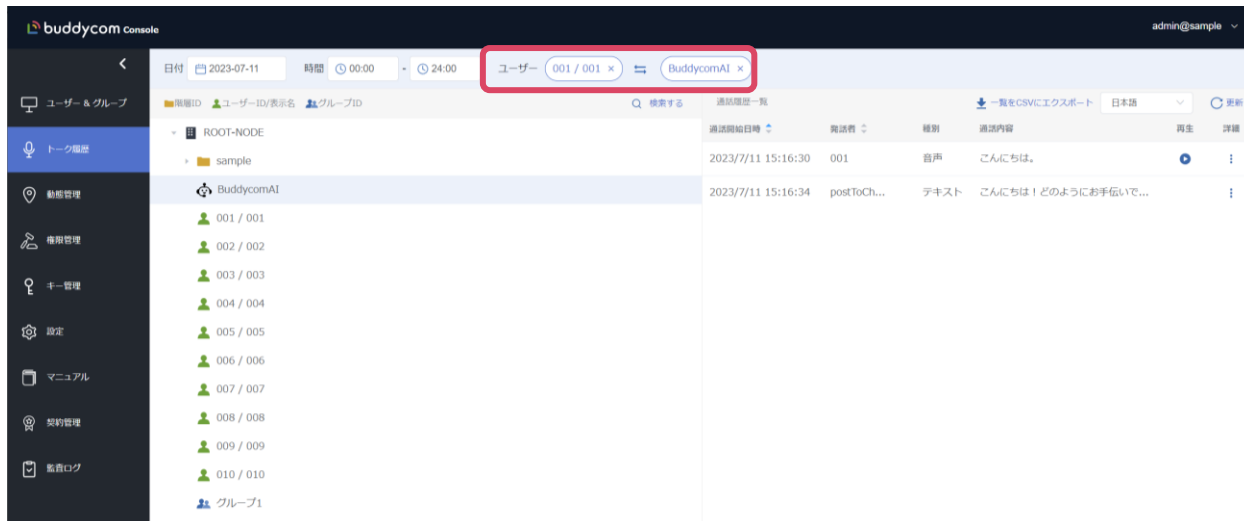 buddycom Console
admin@sample
日付 2023-07-11 時間 00:00 - 24:00 ユーザー 001 / 001 × BuddycomAI ×
ユーザー & グループ
トーク履歴
動態管理
権限管理
キー管理
設定
マニュアル
契約管理
監査ログ
階層ID ユーザーID/表示名 グループID 検索する
ROOT-NODE
sample
BuddycomAI
001 / 001
002 / 002
003 / 003
004 / 004
005 / 005
006 / 006
007 / 007
008 / 008
009 / 009
010 / 010
グループ1
通話履歴一覧 一覧をCSVにエクスポート 日本語 更新
通話開始日時 発話者 種別 通話内容 再生 詳細
2023/7/11 15:16:30 001 音声 こんにちは。
2023/7/11 15:16:34 postToCh... テキスト こんにちは！どのようにお手伝いで...